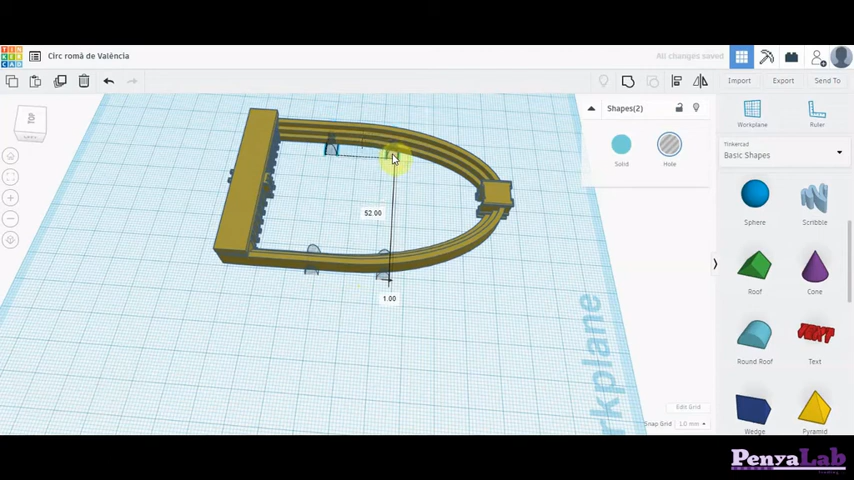 TIN
KER
CAD
Circ romà de València
All changes saved
Import
Export
Send To
TOP
Shapes(2)
Solid
Hole
Workplane
Ruler
Tinkercad
Basic Shapes
Sphere
Scribble
52.00
Roof
Cone
1.00
TEXT
Round Roof
Text
rkplane
Edit Grid
Snap Grid
1.0 mm
Wedge
Pyramid
PenyaLab